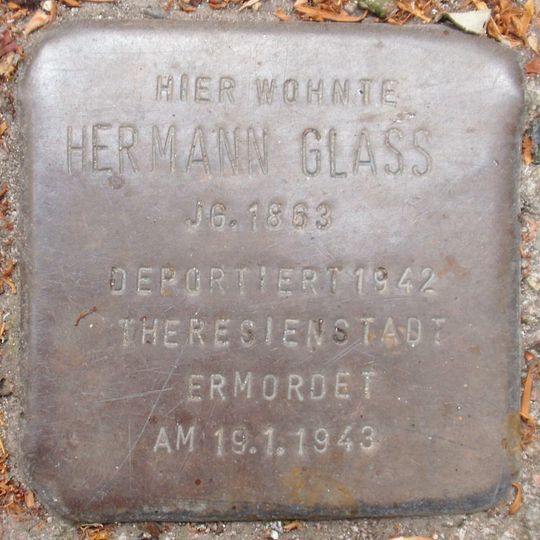 HIER WOHNTE
HERMANN GLASS
JG. 1863
DEPORTIERT 1942
THERESIENSTADT
ERMORDET
AM 19.1.1943